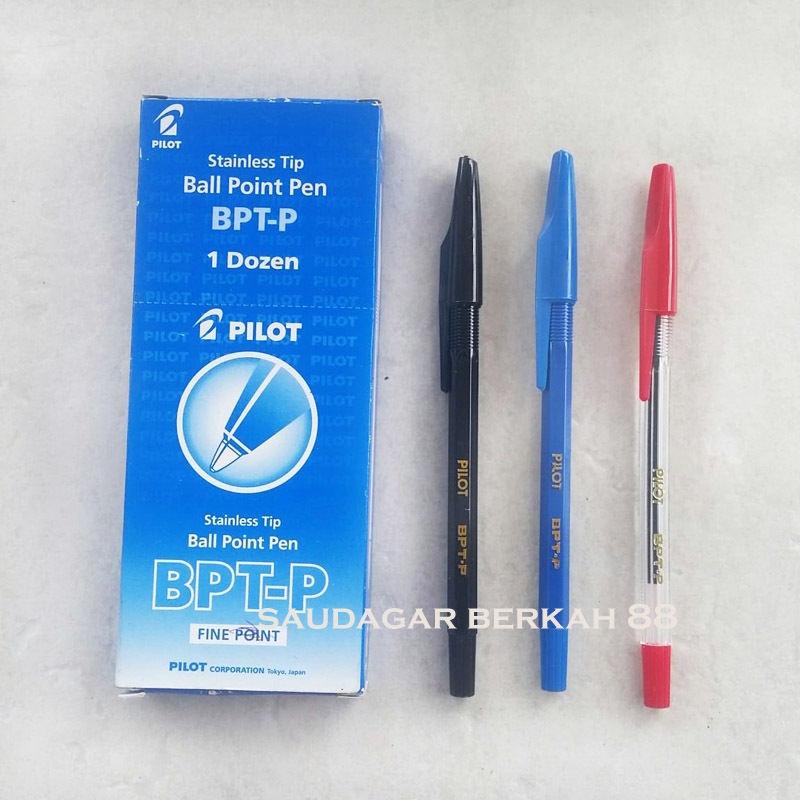 PILOT
Stainless Tip
Ball Point Pen
BPT-P
1 Dozen
PILOT
Stainless Tip
Ball Point Pen
BPT-P
FINE POINT
PILOT CORPORATION Tokyo, Japan
PILOT BPT-P
PILOT BPT-P
PILOT BPT-P
SAUDAGAR BERKAH 88